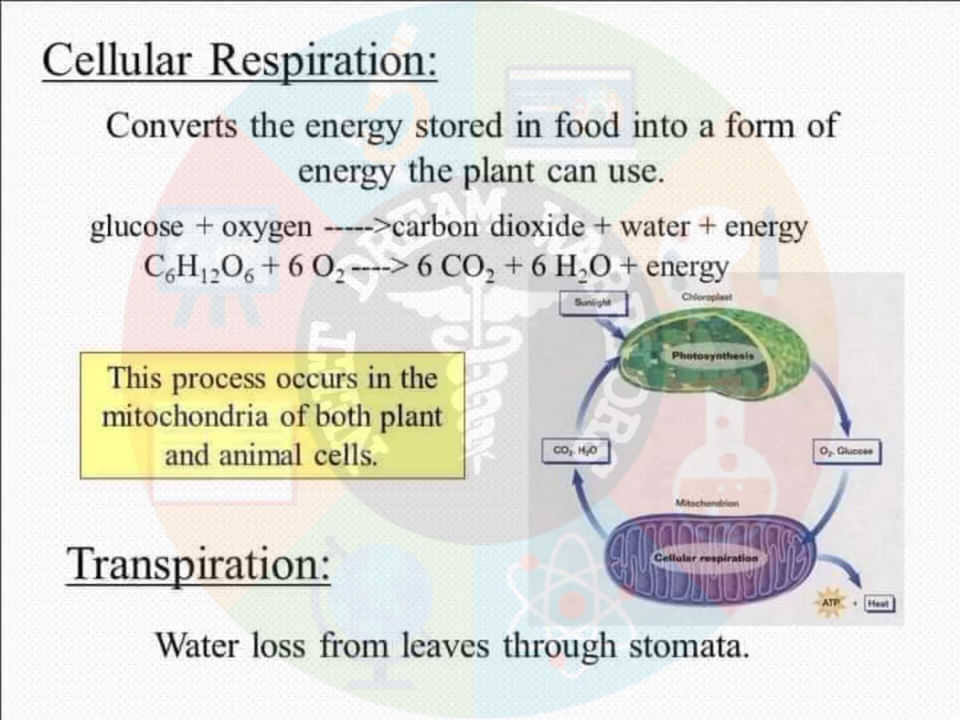 Cellular Respiration:
Converts the energy stored in food into a form of
energy the plant can use.
glucose + oxygen ----->carbon dioxide + water + energy
C₆H₁₂O₆ + 6 O₂ ----> 6 CO₂ + 6 H₂O + energy
Sunlight
Chloroplast
Photosynthesis
This process occurs in the
mitochondria of both plant
and animal cells.
CO₂, H₂O
O₂, Glucose
Mitochondrion
Cellular respiration
ATP + Heat
Transpiration:
Water loss from leaves through stomata.
THE DREAM